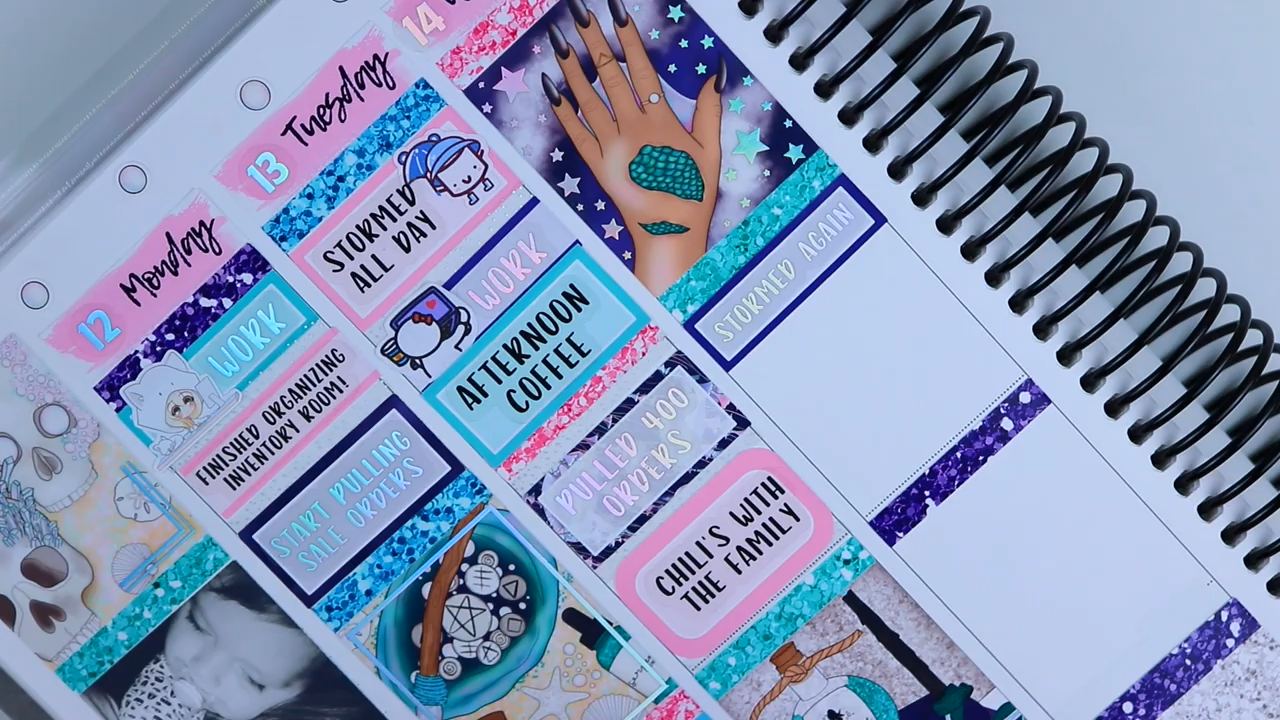 12 Monday
WORK
FINISHED ORGANIZING
INVENTORY ROOM!
START PULLING
SALE ORDERS
13 Tuesday
STORMED
ALL DAY
WORK
AFTERNOON
COFFEE
PULLED 400
ORDERS
CHILI'S WITH
THE FAMILY
14
STORMED AGAIN